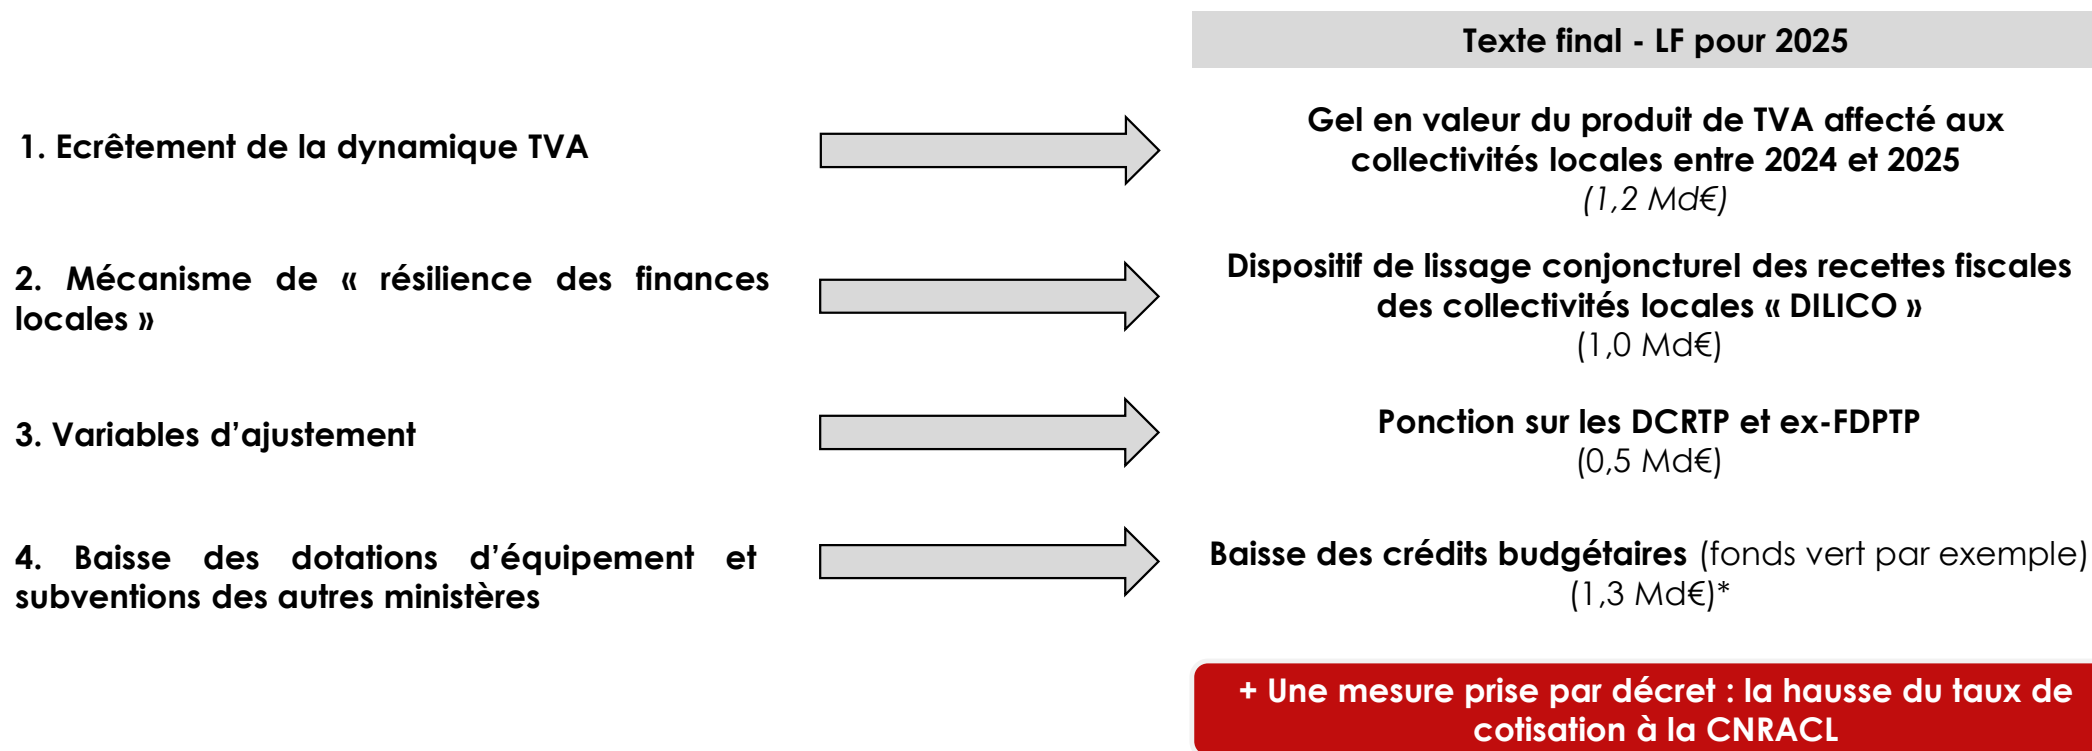 Texte final - LF pour 2025
1. Ecrêtement de la dynamique TVA
Gel en valeur du produit de TVA affecté aux
collectivités locales entre 2024 et 2025
(1,2 Md€)
2. Mécanisme de « résilience des finances
locales »
Dispositif de lissage conjoncturel des recettes fiscales
des collectivités locales « DILICO »
(1,0 Md€)
3. Variables d’ajustement
Ponction sur les DCRTP et ex-FDPTP
(0,5 Md€)
4. Baisse des dotations d’équipement et
subventions des autres ministères
Baisse des crédits budgétaires (fonds vert par exemple)
(1,3 Md€)*
+ Une mesure prise par décret : la hausse du taux de
cotisation à la CNRACL